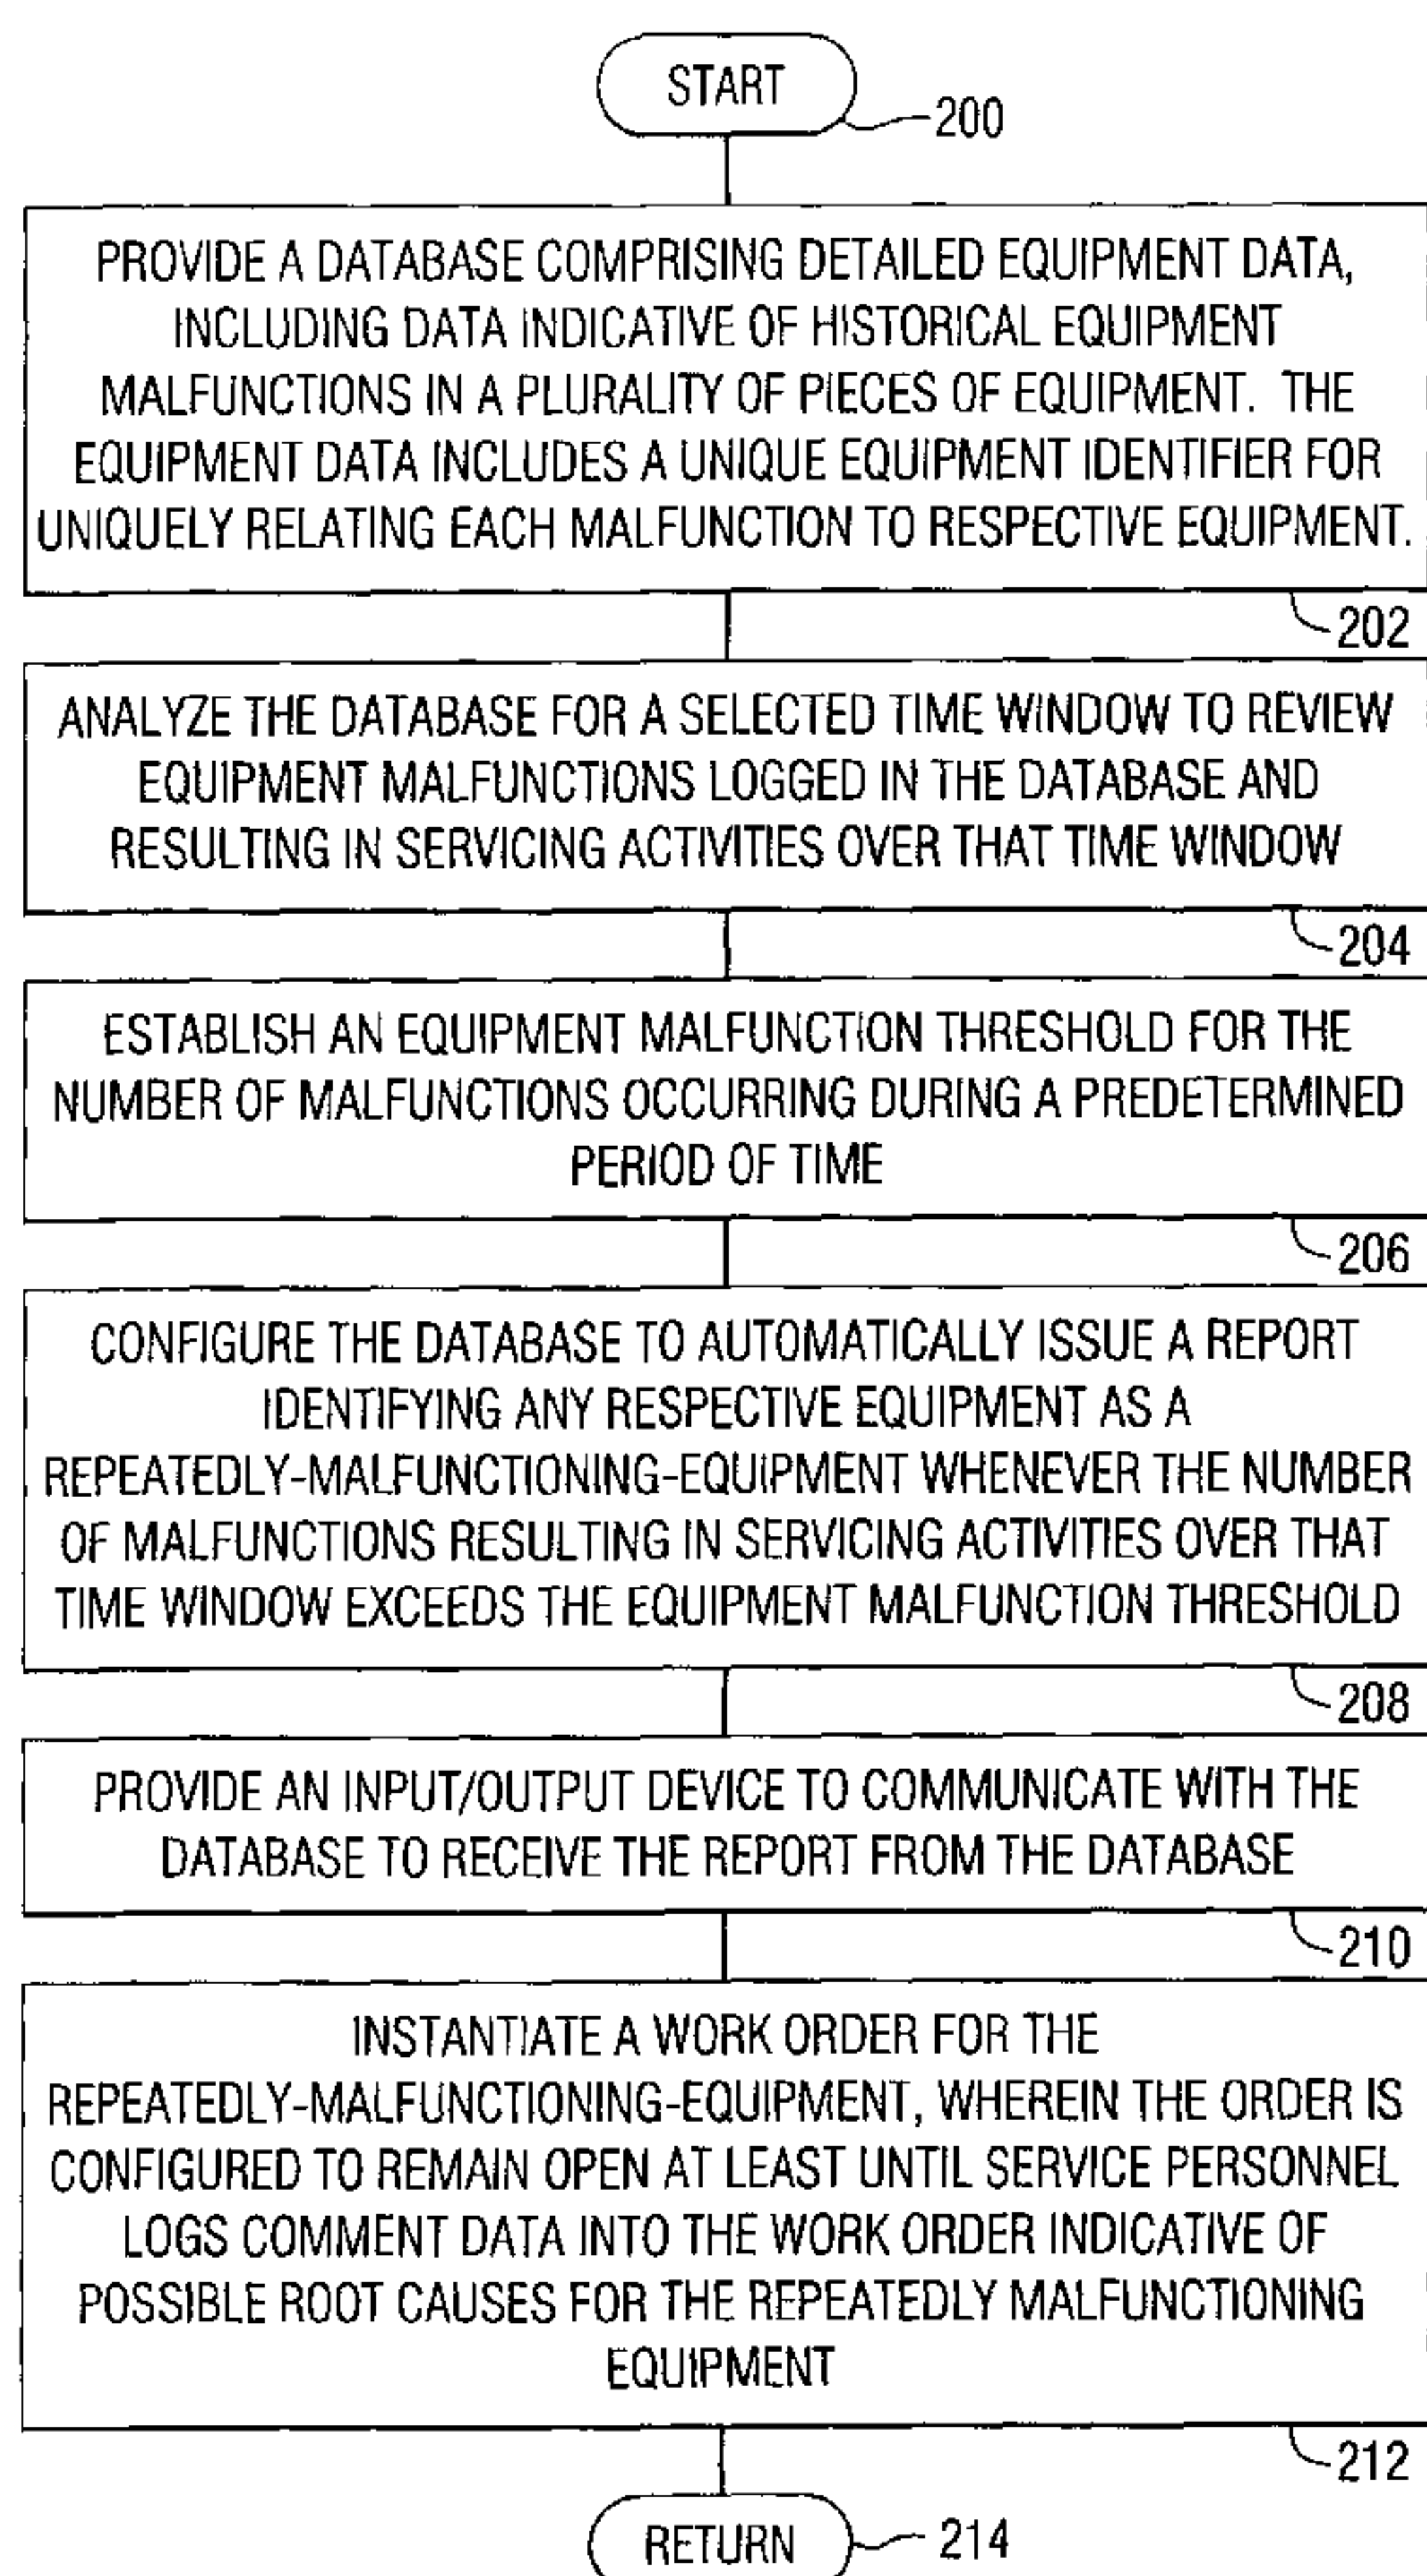 START
200
PROVIDE A DATABASE COMPRISING DETAILED EQUIPMENT DATA,
INCLUDING DATA INDICATIVE OF HISTORICAL EQUIPMENT
MALFUNCTIONS IN A PLURALITY OF PIECES OF EQUIPMENT. THE
EQUIPMENT DATA INCLUDES A UNIQUE EQUIPMENT IDENTIFIER FOR
UNIQUELY RELATING EACH MALFUNCTION TO RESPECTIVE EQUIPMENT.
202
ANALYZE THE DATABASE FOR A SELECTED TIME WINDOW TO REVIEW
EQUIPMENT MALFUNCTIONS LOGGED IN THE DATABASE AND
RESULTING IN SERVICING ACTIVITIES OVER THAT TIME WINDOW
204
ESTABLISH AN EQUIPMENT MALFUNCTION THRESHOLD FOR THE
NUMBER OF MALFUNCTIONS OCCURRING DURING A PREDETERMINED
PERIOD OF TIME
206
CONFIGURE THE DATABASE TO AUTOMATICALLY ISSUE A REPORT
IDENTIFYING ANY RESPECTIVE EQUIPMENT AS A
REPEATEDLY-MALFUNCTIONING-EQUIPMENT WHENEVER THE NUMBER
OF MALFUNCTIONS RESULTING IN SERVICING ACTIVITIES OVER THAT
TIME WINDOW EXCEEDS THE EQUIPMENT MALFUNCTION THRESHOLD
208
PROVIDE AN INPUT/OUTPUT DEVICE TO COMMUNICATE WITH THE
DATABASE TO RECEIVE THE REPORT FROM THE DATABASE
210
INSTANTIATE A WORK ORDER FOR THE
REPEATEDLY-MALFUNCTIONING-EQUIPMENT, WHEREIN THE ORDER IS
CONFIGURED TO REMAIN OPEN AT LEAST UNTIL SERVICE PERSONNEL
LOGS COMMENT DATA INTO THE WORK ORDER INDICATIVE OF
POSSIBLE ROOT CAUSES FOR THE REPEATEDLY MALFUNCTIONING
EQUIPMENT
212
RETURN
214